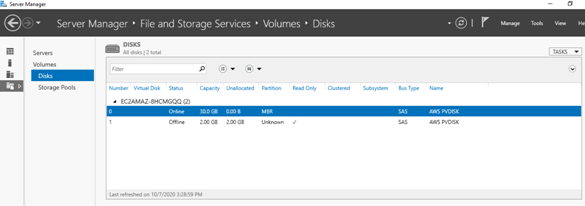 Server Manager
Server Manager ▸ File and Storage Services ▸ Volumes ▸ Disks
Manage Tools View
Servers
Volumes
Disks
Storage Pools
DISKS
All disks | 2 total
TASKS
Filter
Number Virtual Disk Status Capacity Unallocated Partition Read Only Clustered Subsystem Bus Type Name
EC2AMAZ-8HCMGQQ (2)
0 Online 30.0 GB 0.00 B MBR SAS AWS PVDISK
1 Offline 2.00 GB 2.00 GB Unknown ✓ SAS AWS PVDISK
Last refreshed on 10/7/2020 3:28:59 PM